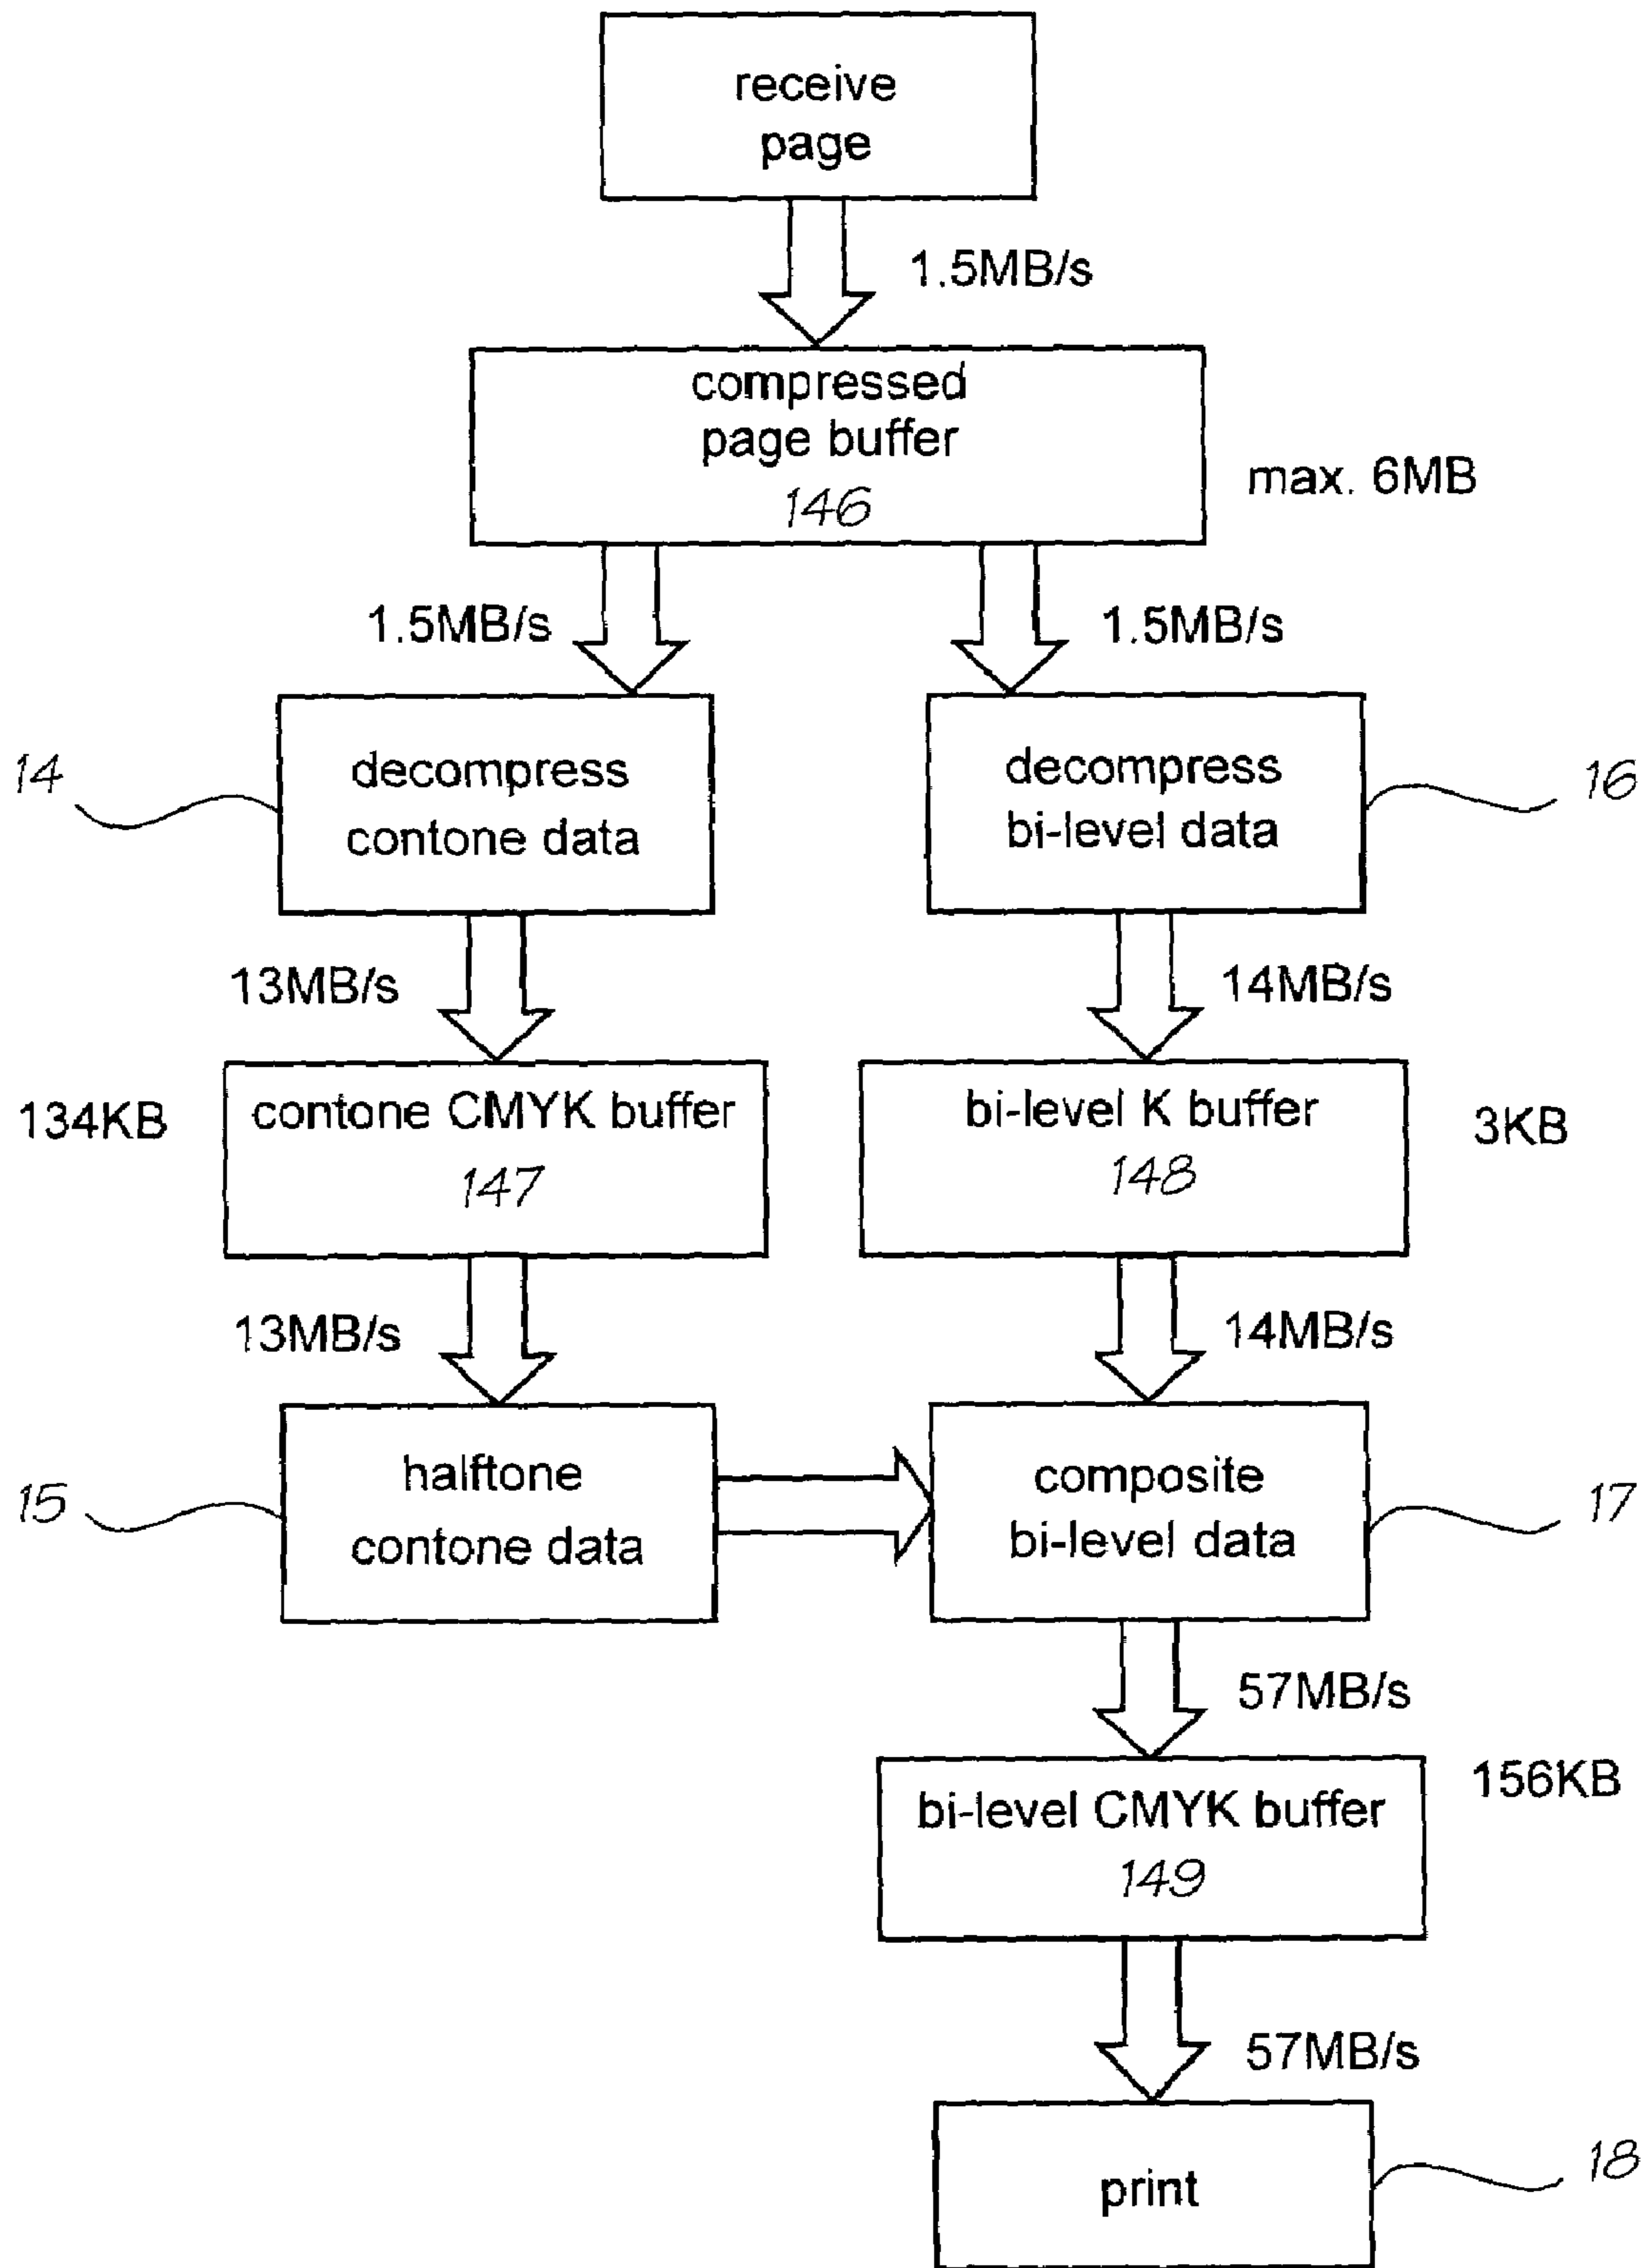 receive
page
1.5MB/s
compressed
page buffer
146
max. 6MB
1.5MB/s
1.5MB/s
14
decompress
contone data
decompress
bi-level data
16
13MB/s
14MB/s
134KB
contone CMYK buffer
147
bi-level K buffer
148
3KB
13MB/s
14MB/s
15
halftone
contone data
composite
bi-level data
17
57MB/s
bi-level CMYK buffer
149
156KB
57MB/s
print
18